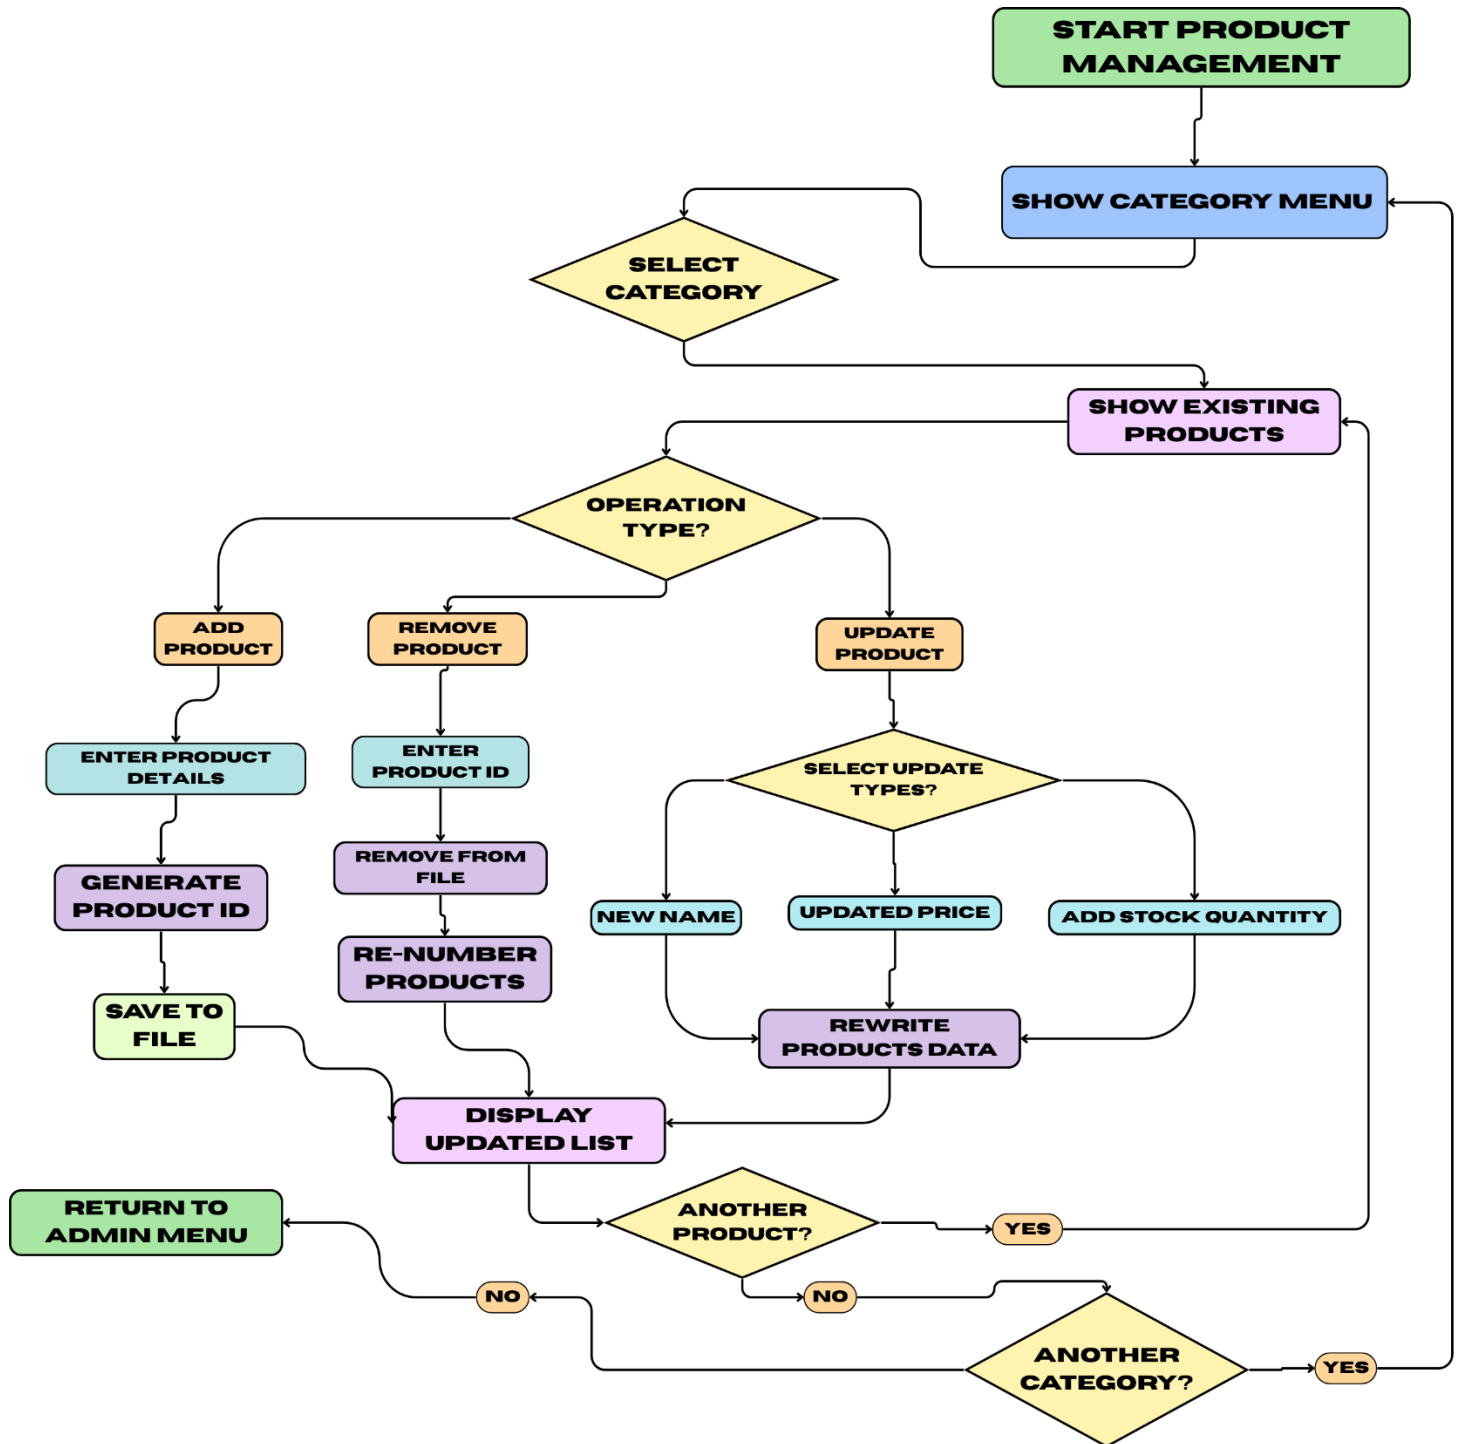 START PRODUCT
MANAGEMENT
SHOW CATEGORY MENU
SELECT
CATEGORY
SHOW EXISTING
PRODUCTS
OPERATION
TYPE?
ADD
PRODUCT
REMOVE
PRODUCT
UPDATE
PRODUCT
ENTER PRODUCT
DETAILS
ENTER
PRODUCT ID
SELECT UPDATE
TYPES?
GENERATE
PRODUCT ID
REMOVE FROM
FILE
NEW NAME
UPDATED PRICE
ADD STOCK QUANTITY
RE-NUMBER
PRODUCTS
SAVE TO
FILE
REWRITE
PRODUCTS DATA
DISPLAY
UPDATED LIST
RETURN TO
ADMIN MENU
ANOTHER
PRODUCT?
YES
NO
NO
ANOTHER
CATEGORY?
YES